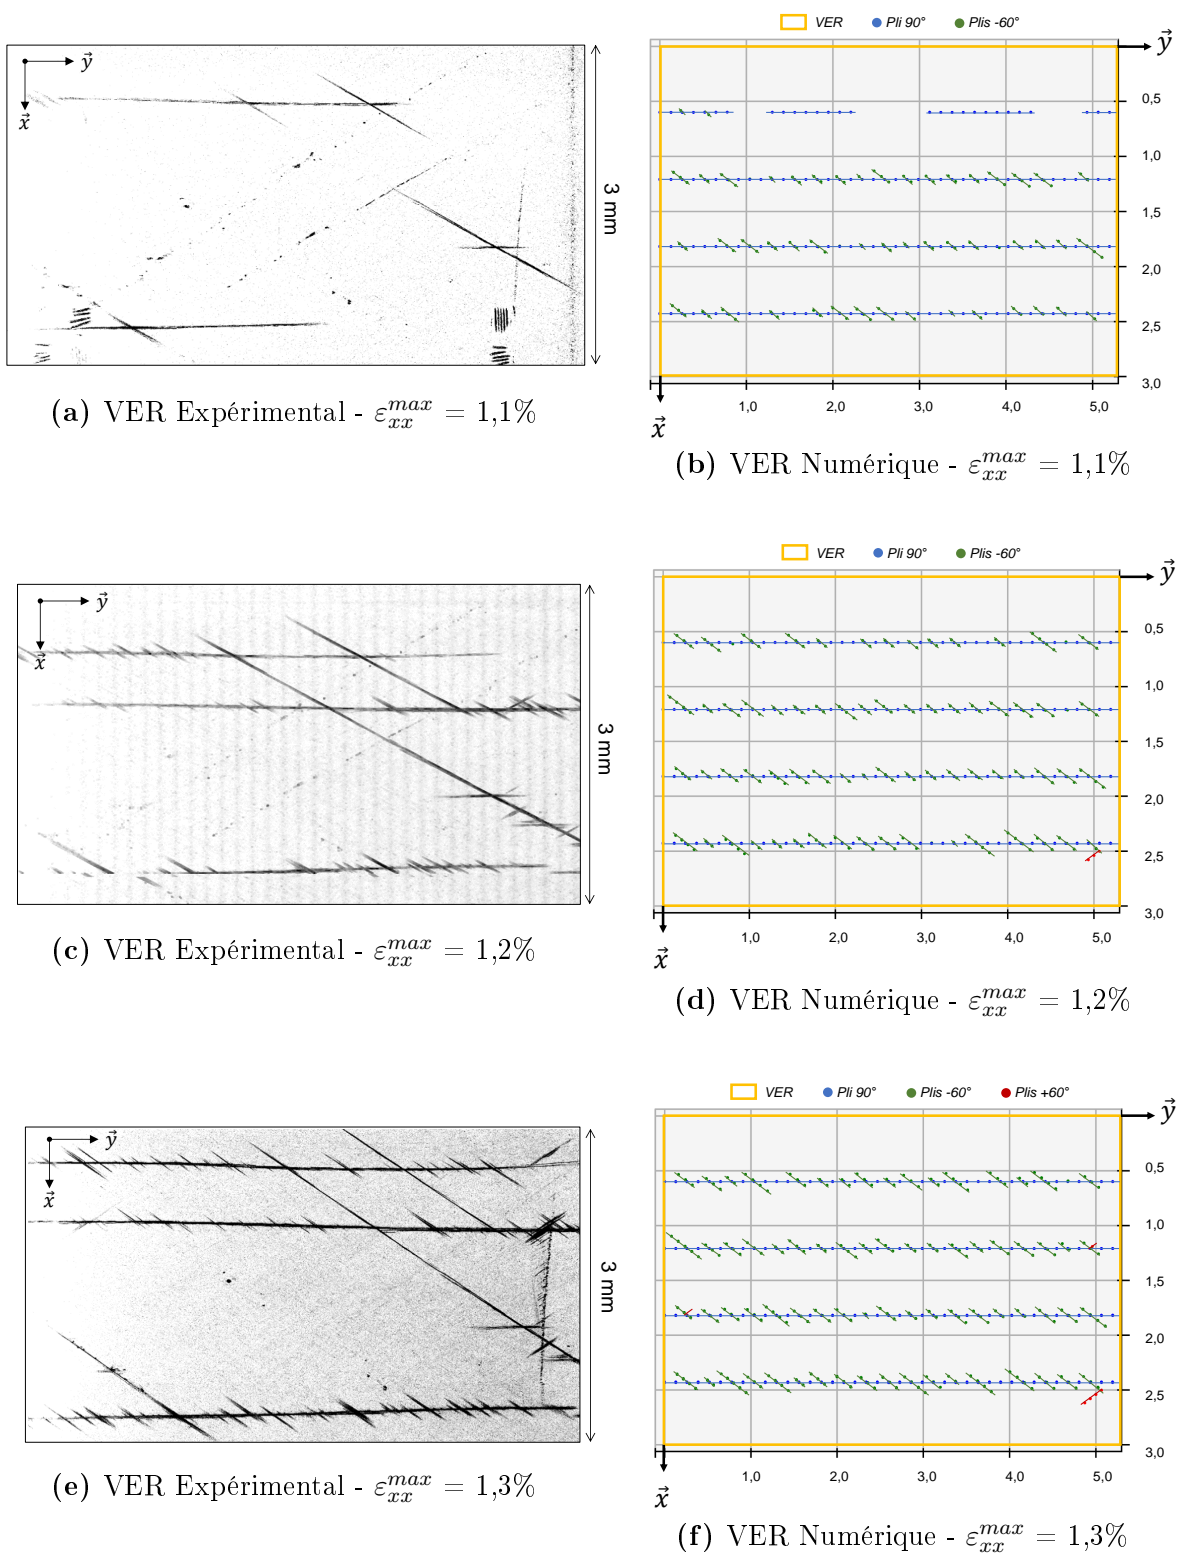 VER Pli 90° Plis -60°
y⃗
x⃗
3 mm
y⃗
0,5
1,0
1,5
2,0
2,5
3,0
1,0 2,0 3,0 4,0 5,0
x⃗
(a) VER Expérimental - ε_xx^max = 1,1%
(b) VER Numérique - ε_xx^max = 1,1%
VER Pli 90° Plis -60°
y⃗
x⃗
3 mm
y⃗
0,5
1,0
1,5
2,0
2,5
3,0
1,0 2,0 3,0 4,0 5,0
x⃗
(c) VER Expérimental - ε_xx^max = 1,2%
(d) VER Numérique - ε_xx^max = 1,2%
VER Pli 90° Plis -60° Plis +60°
y⃗
x⃗
3 mm
y⃗
0,5
1,0
1,5
2,0
2,5
3,0
1,0 2,0 3,0 4,0 5,0
x⃗
(e) VER Expérimental - ε_xx^max = 1,3%
(f) VER Numérique - ε_xx^max = 1,3%